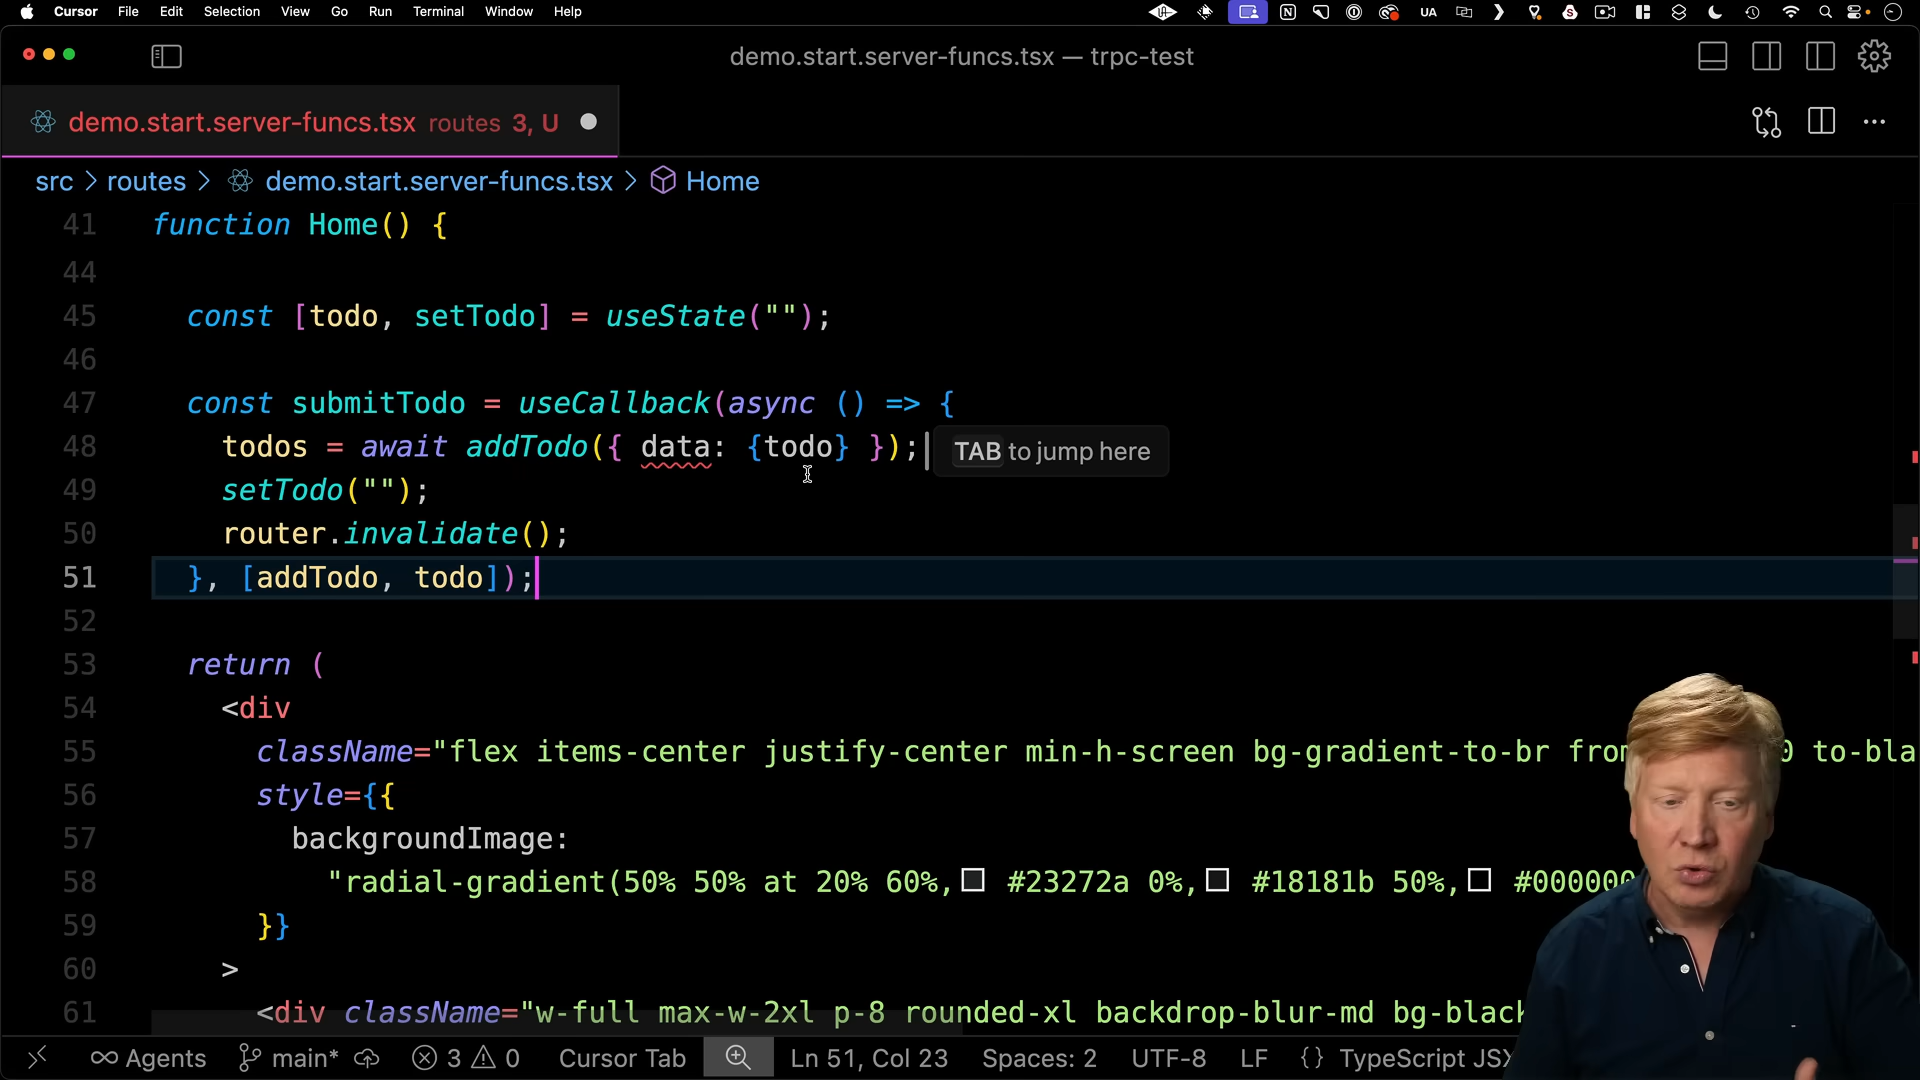 Cursor File Edit Selection View Go Run Terminal Window Help
UA
demo.start.server-funcs.tsx — trpc-test
demo.start.server-funcs.tsx routes 3, U
src > routes > demo.start.server-funcs.tsx > Home
41 function Home() {
44
45 const [todo, setTodo] = useState("");
46
47 const submitTodo = useCallback(async () => {
48 todos = await addTodo({ data: {todo} }); TAB to jump here
49 setTodo("");
50 router.invalidate();
51 }, [addTodo, todo]);
52
53 return (
54 <div
55 className="flex items-center justify-center min-h-screen bg-gradient-to-br to-bla
56 style={{
57 backgroundImage:
58 "radial-gradient(50% 50% at 20% 60%, #23272a 0%, #18181b 50%, #000000
59 }}
60 >
61 <div className="w-full max-w-2xl p-8 rounded-xl backdrop-blur-md bg-black
Agents main* 3 0 Cursor Tab Ln 51, Col 23 Spaces: 2 UTF-8 LF {} TypeScript JSX